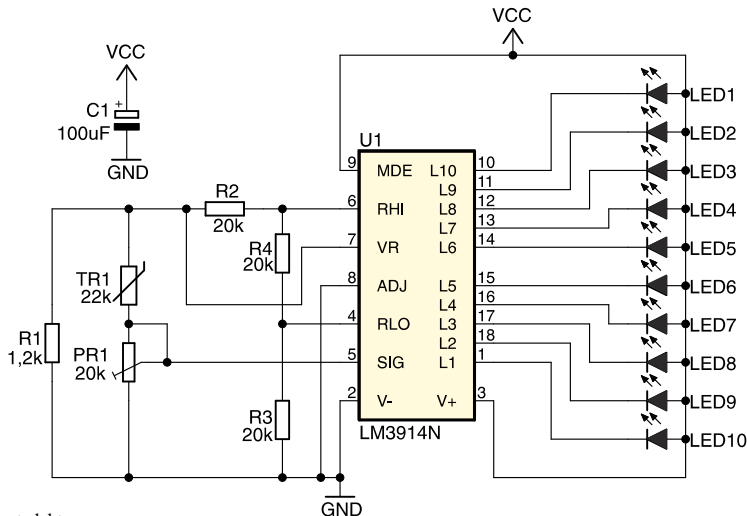 VCC
VCC
C1
+
100uF
GND
U1
9 MDE L10 10
L9 11
6 RHI L8 12
L7 13
7 VR L6 14
8 ADJ L5 15
L4 16
4 RLO L3 17
L2 18
5 SIG L1 1
2 V- V+ 3
LM3914N
R2
20k
R4
20k
TR1
22k
R1
1,2k
PR1
20k
R3
20k
GND
LED1
LED2
LED3
LED4
LED5
LED6
LED7
LED8
LED9
LED10